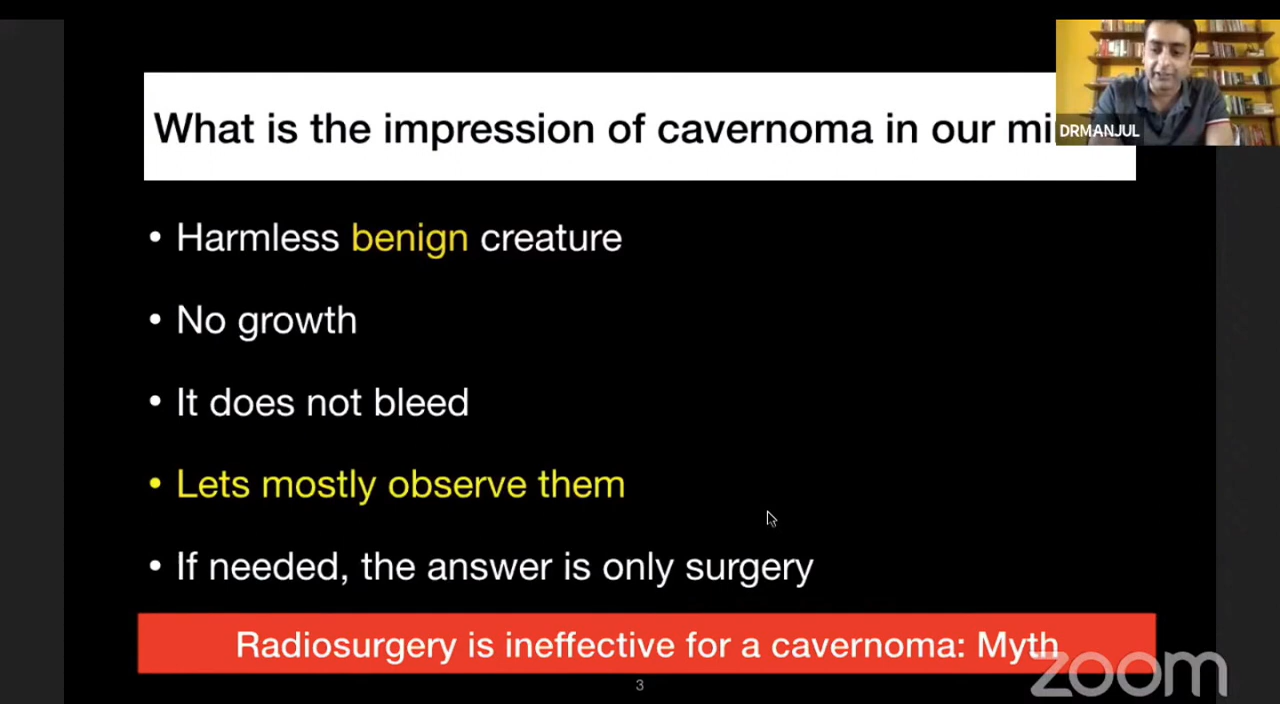 What is the impression of cavernoma in our
DRMANJUL
• Harmless benign creature
• No growth
• It does not bleed
• Lets mostly observe them
• If needed, the answer is only surgery
Radiosurgery is ineffective for a cavernoma: Myth
3
zoom